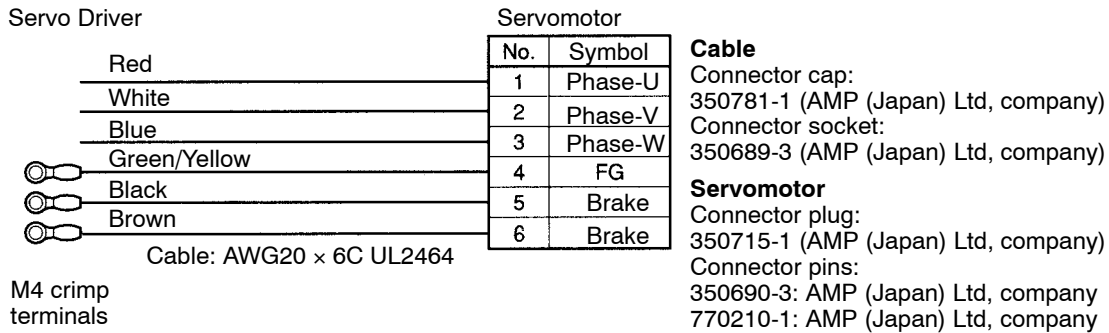 Servo Driver
Servomotor
No. Symbol
Red
1 Phase-U
White
2 Phase-V
Blue
3 Phase-W
Green/Yellow
4 FG
Black
5 Brake
Brown
6 Brake
Cable: AWG20 × 6C UL2464
M4 crimp
terminals
Cable
Connector cap:
350781-1 (AMP (Japan) Ltd, company)
Connector socket:
350689-3 (AMP (Japan) Ltd, company)
Servomotor
Connector plug:
350715-1 (AMP (Japan) Ltd, company)
Connector pins:
350690-3: AMP (Japan) Ltd, company
770210-1: AMP (Japan) Ltd, company